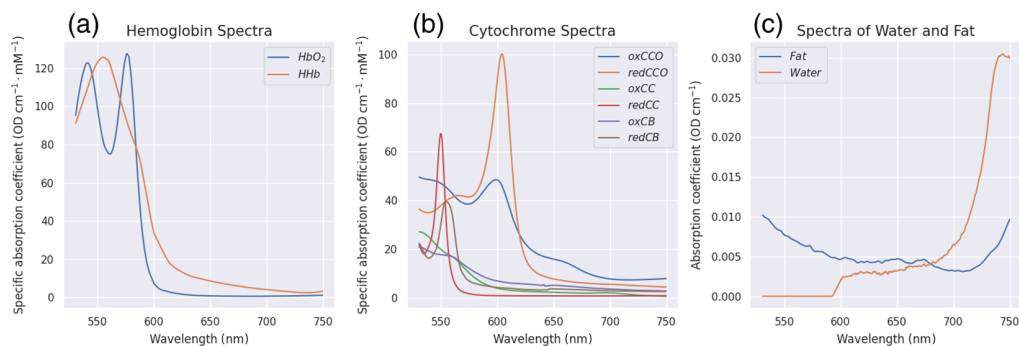 (a)
Hemoglobin Spectra
Specific absorption coefficient (OD cm⁻¹ · mM⁻¹)
120
100
80
60
40
20
0
550
600
650
700
750
Wavelength (nm)
HbO₂
HHb
(b)
Cytochrome Spectra
Specific absorption coefficient (OD cm⁻¹ · mM⁻¹)
100
80
60
40
20
0
550
600
650
700
750
Wavelength (nm)
oxCCO
redCCO
oxCC
redCC
oxCB
redCB
(c)
Spectra of Water and Fat
Absorption coefficient (OD cm⁻¹)
0.030
0.025
0.020
0.015
0.010
0.005
0.000
550
600
650
700
750
Wavelength (nm)
Fat
Water